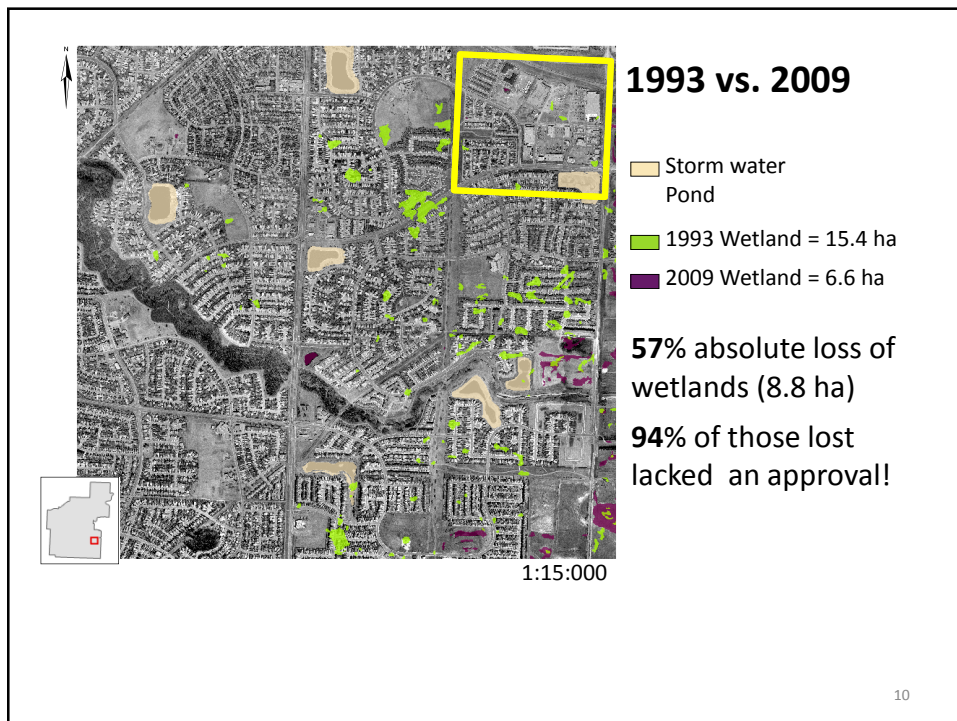 N
1993 vs. 2009
Storm water
Pond
1993 Wetland = 15.4 ha
2009 Wetland = 6.6 ha
57% absolute loss of
wetlands (8.8 ha)
94% of those lost
lacked an approval!
1:15:000
10